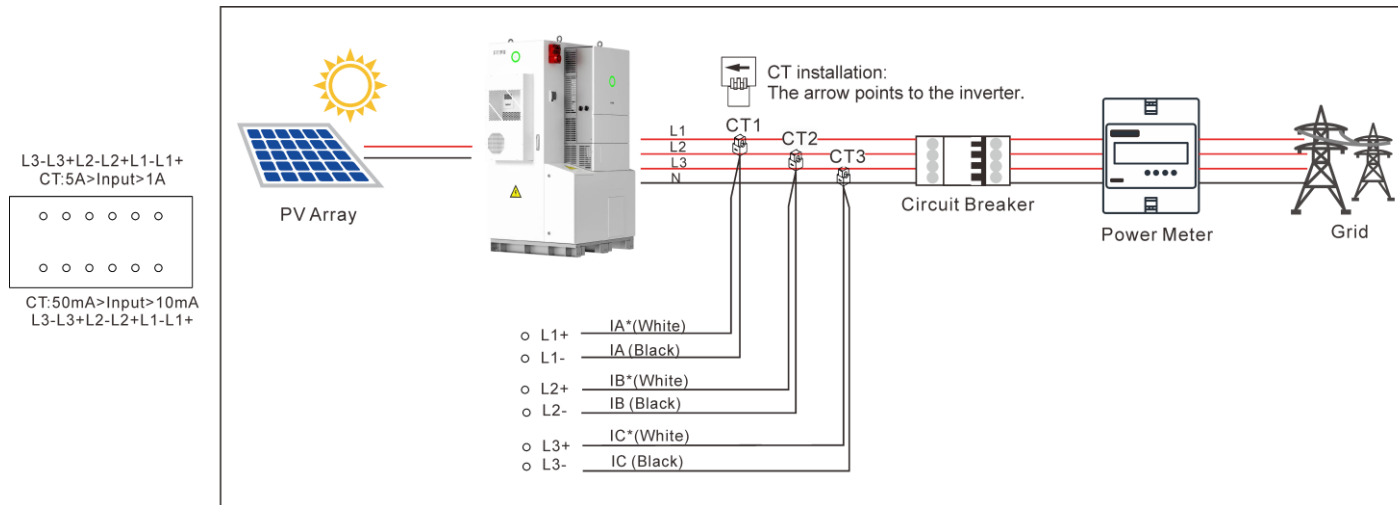 L3-L3+L2-L2+L1-L1+
CT:5A>Input>1A
CT:50mA>Input>10mA
L3-L3+L2-L2+L1-L1+
PV Array
CT installation:
The arrow points to the inverter.
L1
L2
L3
N
CT1
CT2
CT3
Circuit Breaker
Power Meter
Grid
L1+ IA*(White)
L1- IA (Black)
L2+ IB*(White)
L2- IB (Black)
L3+ IC*(White)
L3- IC (Black)